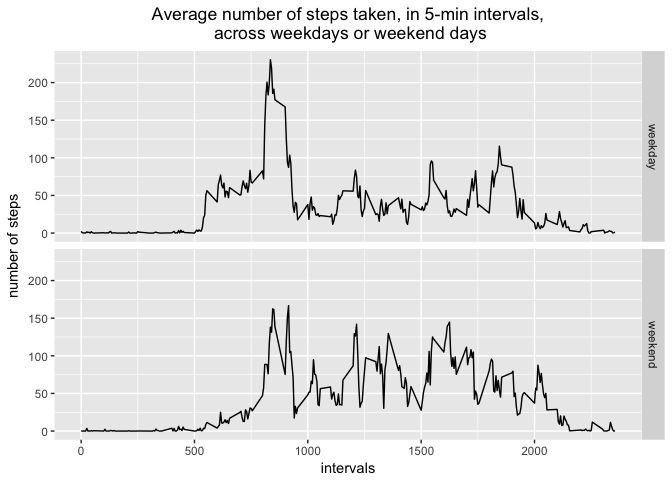 Average number of steps taken, in 5-min intervals,
across weekdays or weekend days
number of steps
200
150
100
50
0
weekday
200
150
100
50
0
weekend
0
500
1000
1500
2000
intervals